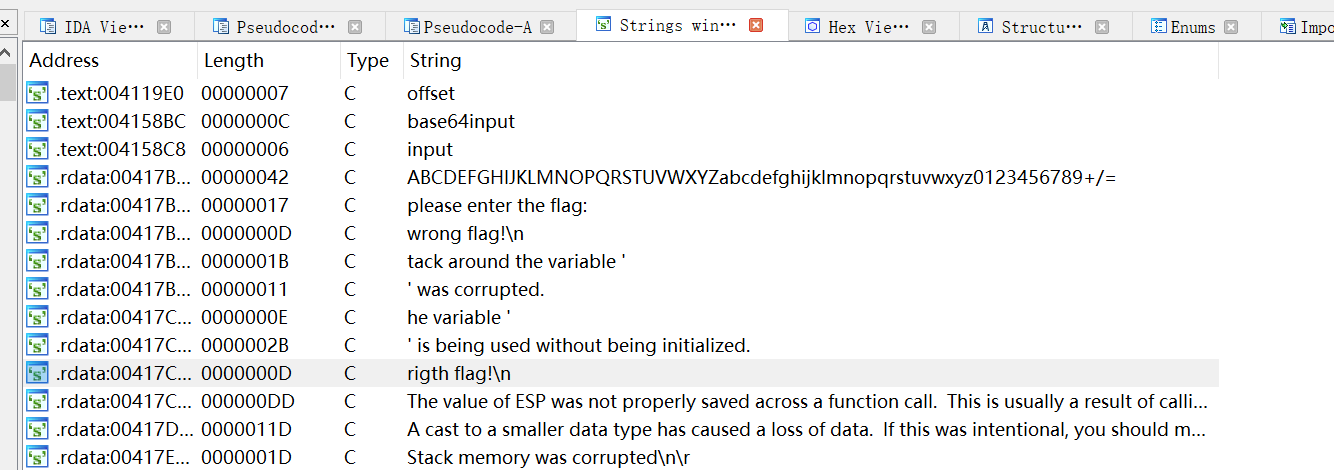 IDA Vie··· Pseudocod··· Pseudocode-A Strings win··· Hex Vie··· Structu··· Enums Impo
Address Length Type String
's' .text:004119E0 00000007 C offset
's' .text:004158BC 0000000C C base64input
's' .text:004158C8 00000006 C input
's' .rdata:00417B... 00000042 C ABCDEFGHIJKLMNOPQRSTUVWXYZabcdefghijklmnopqrstuvwxyz0123456789+/=
's' .rdata:00417B... 00000017 C please enter the flag:
's' .rdata:00417B... 0000000D C wrong flag!\n
's' .rdata:00417B... 0000001B C tack around the variable '
's' .rdata:00417B... 00000011 C ' was corrupted.
's' .rdata:00417C... 0000000E C he variable '
's' .rdata:00417C... 0000002B C ' is being used without being initialized.
's' .rdata:00417C... 0000000D C rigth flag!\n
's' .rdata:00417C... 000000DD C The value of ESP was not properly saved across a function call.  This is usually a result of calli...
's' .rdata:00417D... 0000011D C A cast to a smaller data type has caused a loss of data.  If this was intentional, you should m...
's' .rdata:00417E... 0000001D C Stack memory was corrupted\n\r